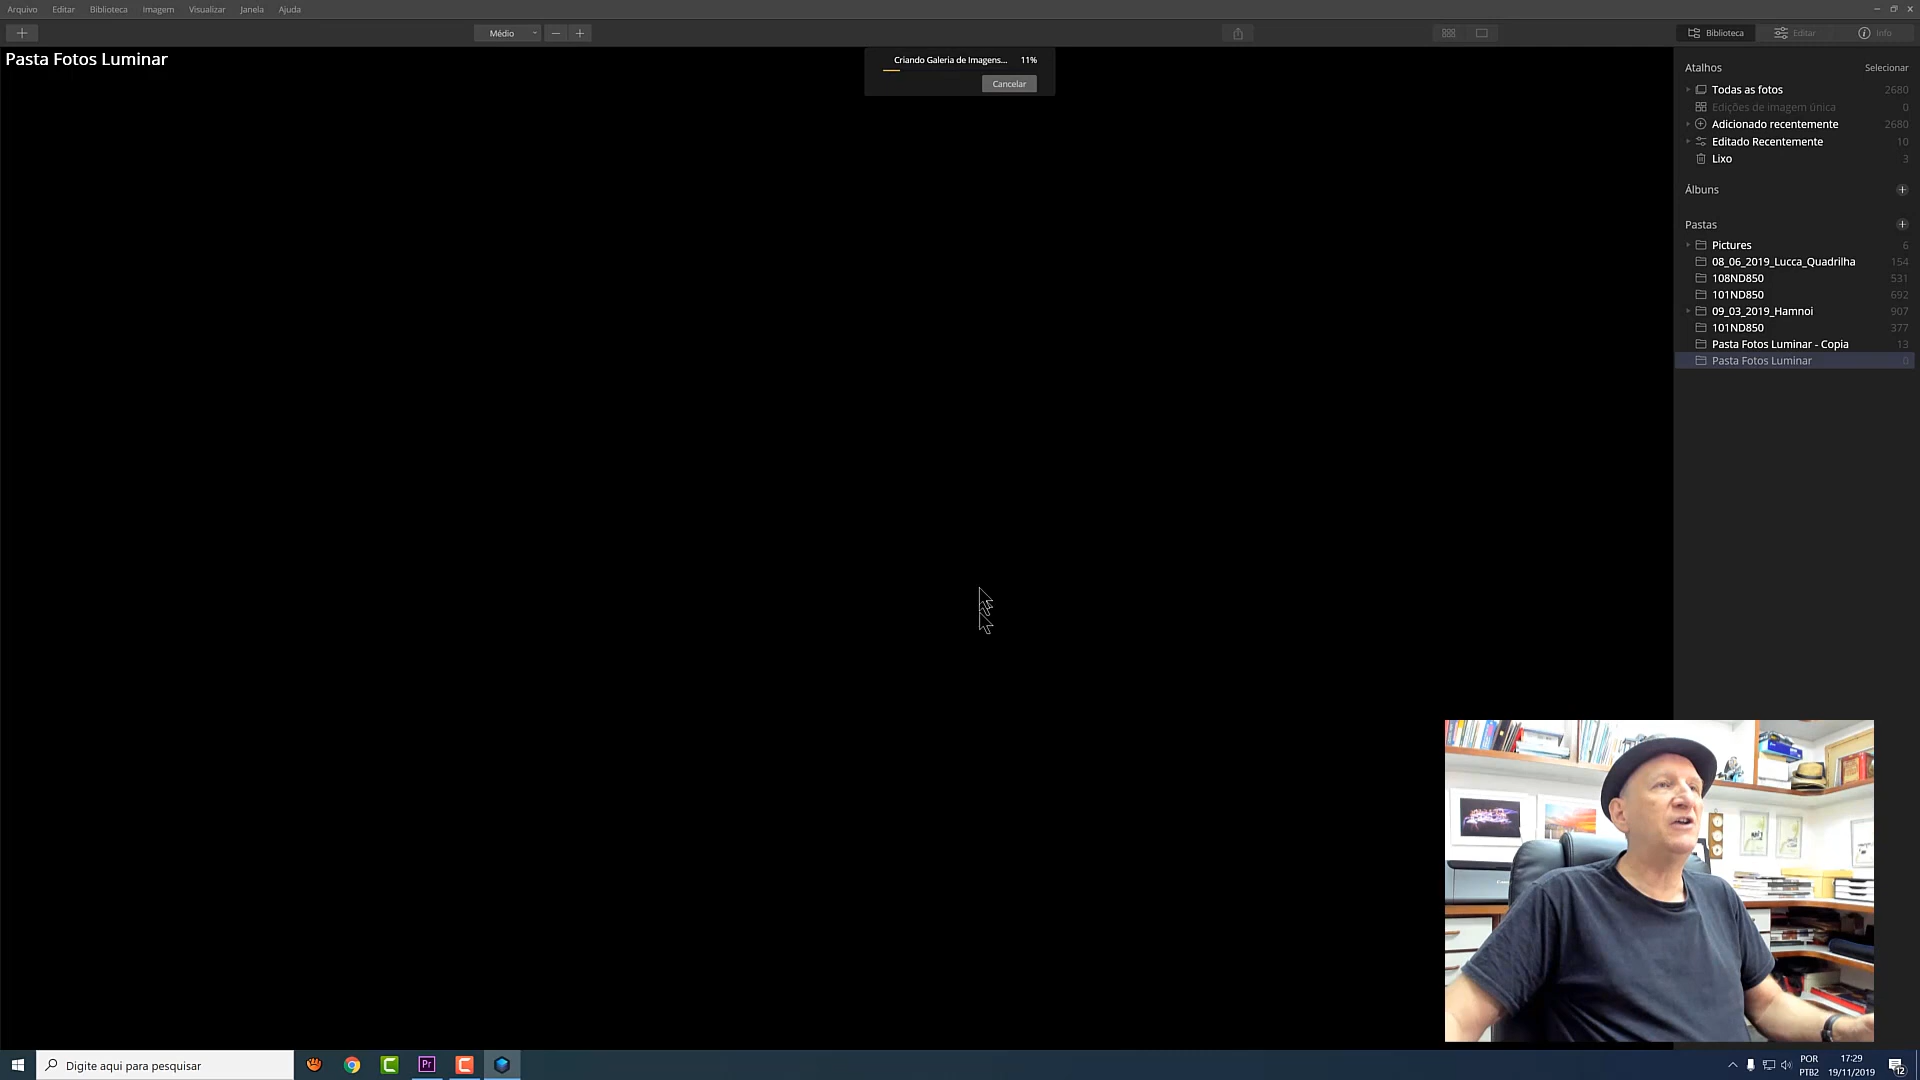 Arquivo Editar Biblioteca Imagem Visualizar Janela Ajuda
Médio
Biblioteca Editar Info
Pasta Fotos Luminar
Criando Galeria de Imagens... 11%
Cancelar
Atalhos Selecionar
Todas as fotos 2680
Edições de imagem única 0
Adicionado recentemente 2680
Editado Recentemente 10
Lixo 3
Álbuns
Pastas
Pictures 6
08_06_2019_Lucca_Quadrilha 154
108ND850 531
101ND850 692
09_03_2019_Hamnoi 907
101ND850 377
Pasta Fotos Luminar - Copia 13
Pasta Fotos Luminar 0
Digite aqui para pesquisar
Pr
POR 17:29
PTB2 19/11/2019 12